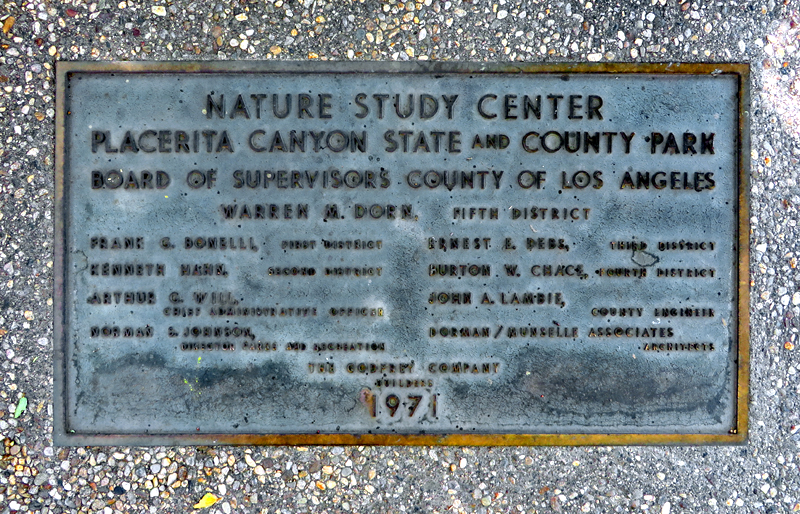 NATURE STUDY CENTER
PLACERITA CANYON STATE AND COUNTY PARK
BOARD OF SUPERVISORS COUNTY OF LOS ANGELES
WARREN M. DORN, FIFTH DISTRICT
FRANK G. BONELLI, FIRST DISTRICT
ERNEST E. DEBS, THIRD DISTRICT
KENNETH HAHN, SECOND DISTRICT
BURTON W. CHACE, FOURTH DISTRICT
ARTHUR G. WILL,
CHIEF ADMINISTRATIVE OFFICER
JOHN A. LAMBIE,
COUNTY ENGINEER
NORMAN S. JOHNSON,
DIRECTOR PARKS AND RECREATION
DORMAN/MUNSELLE ASSOCIATES
ARCHITECTS
THE GODFREY COMPANY
BUILDERS
1971